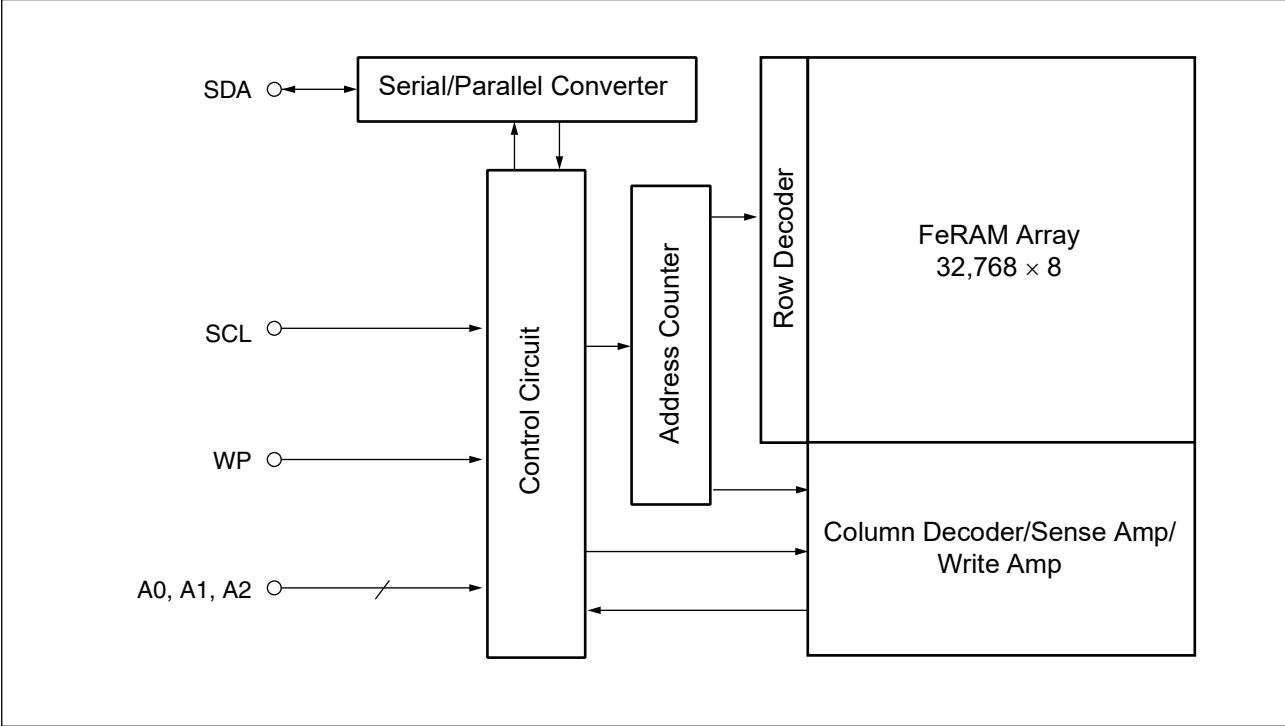 SDA
Serial/Parallel Converter
SCL
WP
A0, A1, A2
Control Circuit
Address Counter
Row Decoder
FeRAM Array
32,768 × 8
Column Decoder/Sense Amp/
Write Amp